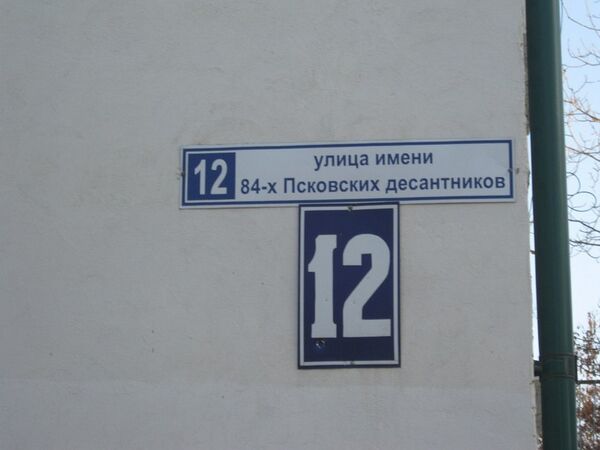 12
улица имени
84-х Псковских десантников
12